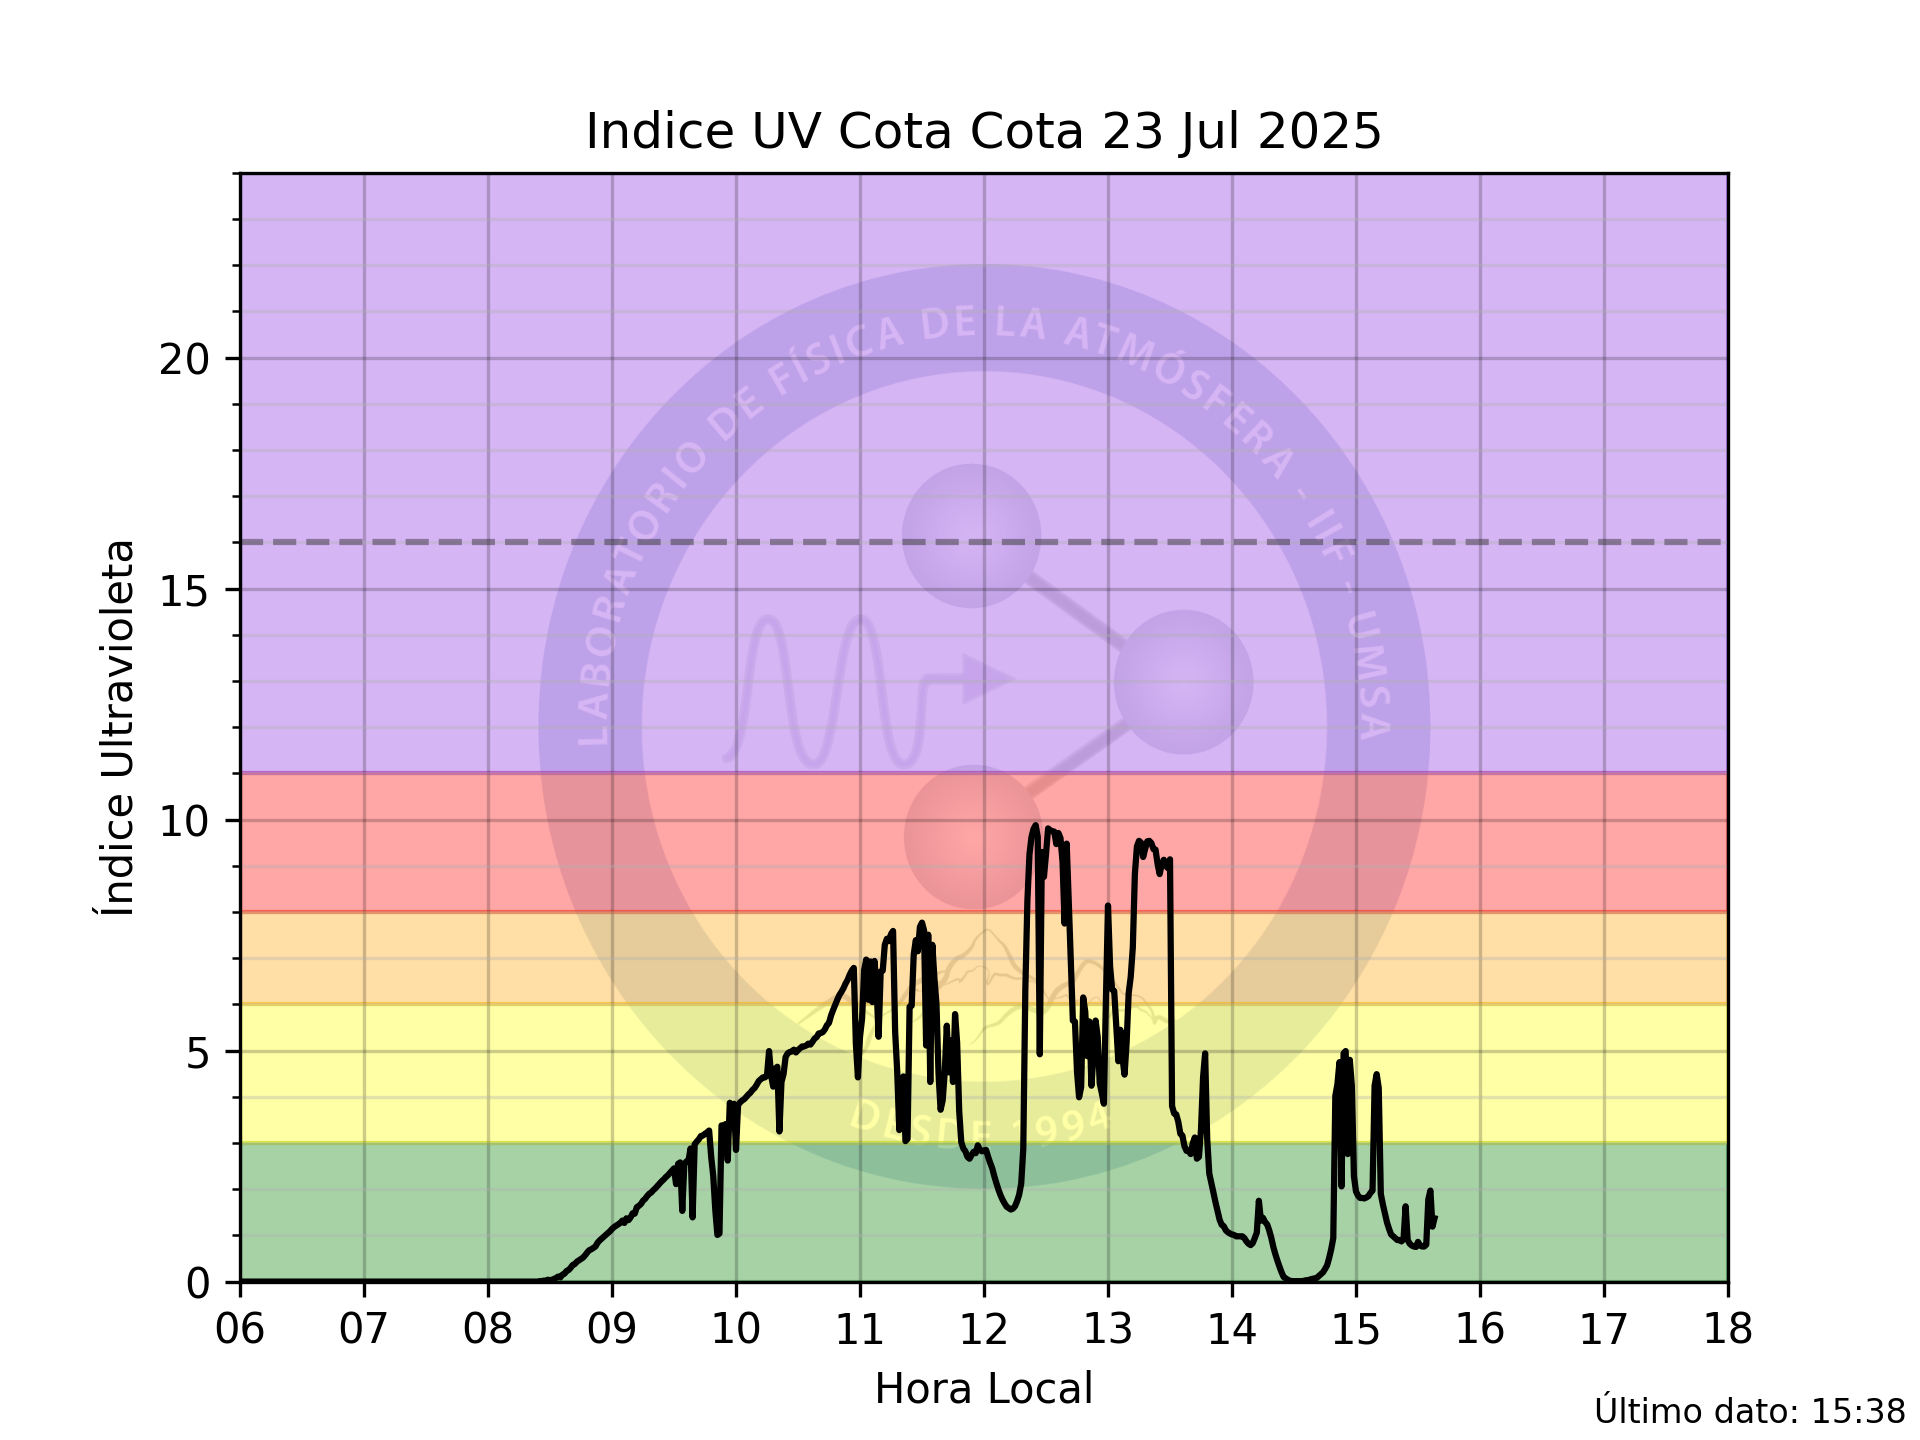 Indice UV Cota Cota 23 Jul 2025
LABORATORIO DE FÍSICA DE LA ATMÓSFERA - IIF - UMSA
DESDE 1994
Índice Ultravioleta
20
15
10
5
0
06 07 08 09 10 11 12 13 14 15 16 17 18
Hora Local
Último dato: 15:38